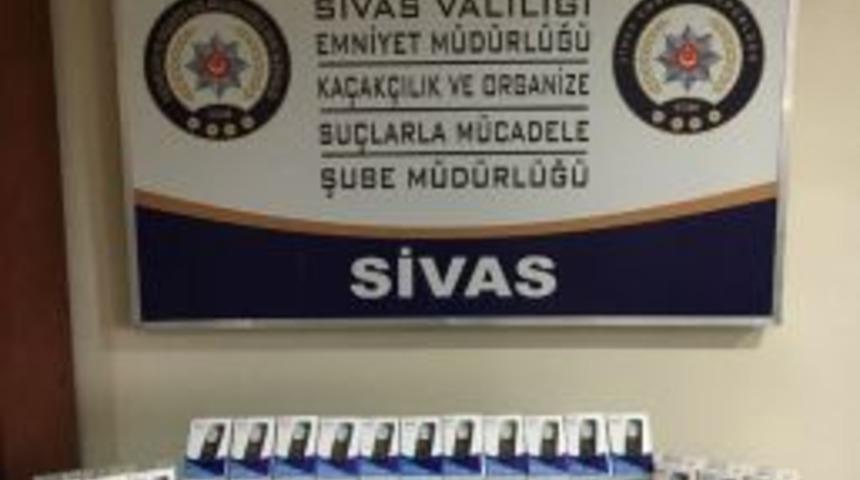 SİVAS VALİLİĞİ
EMNİYET MÜDÜRLÜĞÜ
KAÇAKÇILIK VE ORGANİZE
SUÇLARLA MÜCADELE
ŞUBE MÜDÜRLÜĞÜ
SİVAS